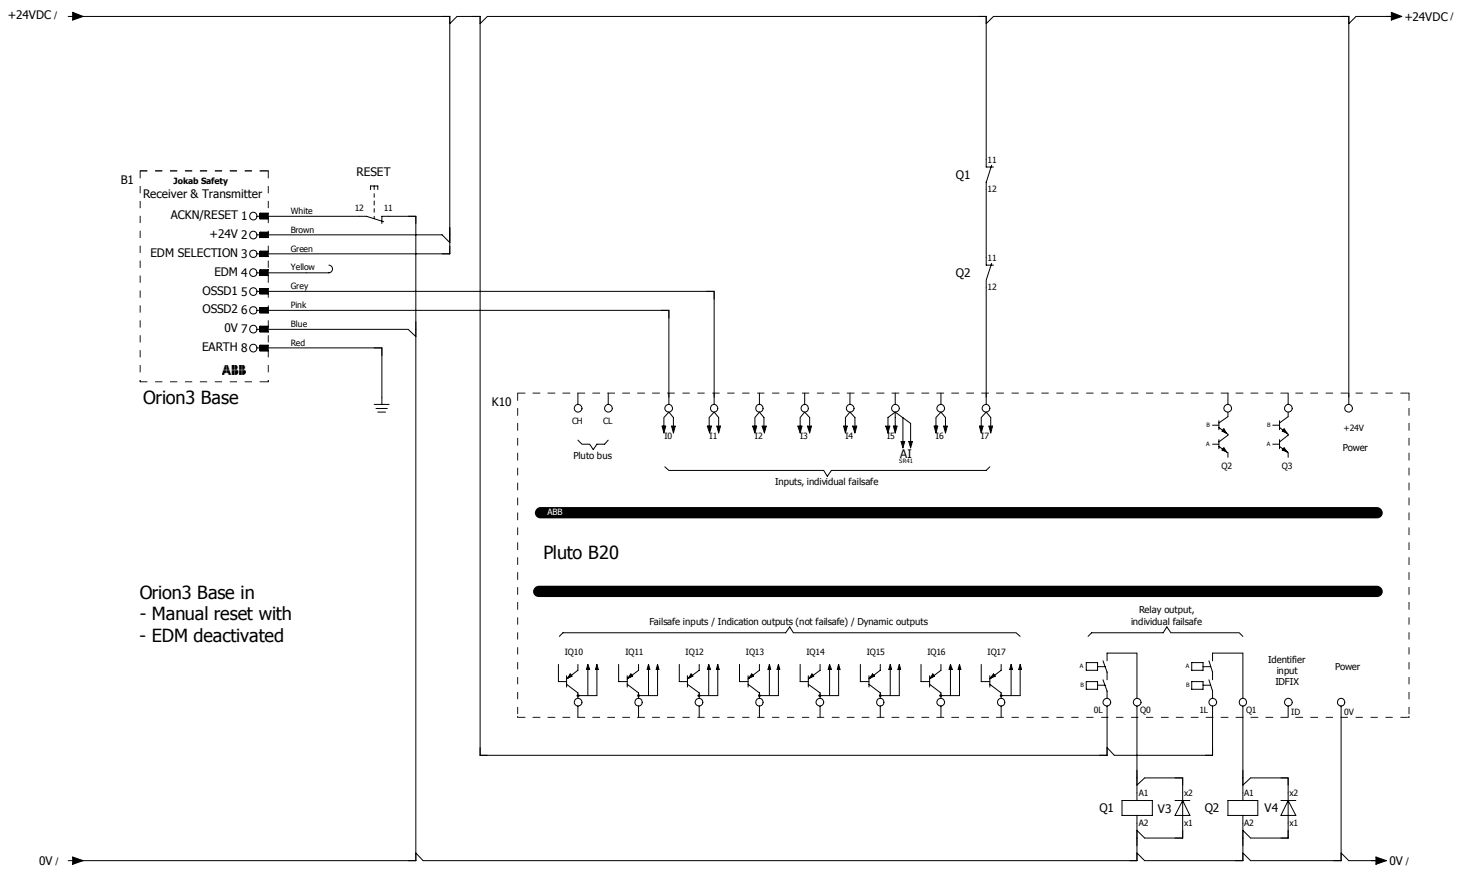 +24VDC /
+24VDC /
B1
Jokab Safety
Receiver & Transmitter
ACKN/RESET 1
+24V 2
EDM SELECTION 3
EDM 4
OSSD1 5
OSSD2 6
0V 7
EARTH 8
ABB
Orion3 Base
White
Brown
Green
Yellow
Grey
Pink
Blue
Red
RESET
12 11
Q1
11
12
Q2
11
12
K10
CH CL
Pluto bus
I0 I1 I2 I3 I4 I5 I6 I7
AI
SR41
Inputs, individual failsafe
B
A
Q2
B
A
Q3
+24V
Power
ABB
Pluto B20
Orion3 Base in
- Manual reset with
- EDM deactivated
Failsafe inputs / Indication outputs (not failsafe) / Dynamic outputs
IQ10 IQ11 IQ12 IQ13 IQ14 IQ15 IQ16 IQ17
Relay output,
individual failsafe
A
B
A
B
0L Q0 1L Q1
Identifier
input
IDFIX
ID
Power
0V
Q1
A1
A2
V3
x2
x1
Q2
A1
A2
V4
x2
x1
0V /
0V /